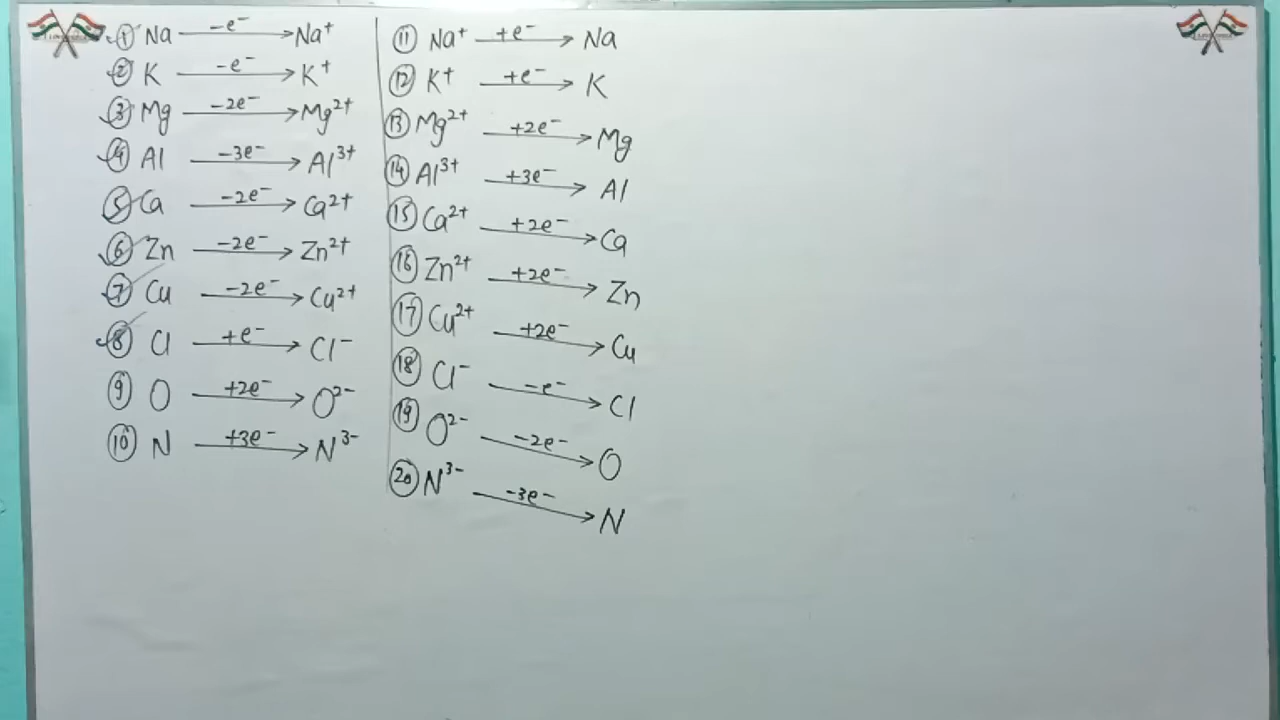 ① Na —-e⁻→ Na⁺
② K —-e⁻→ K⁺
③ Mg —-2e⁻→ Mg²⁺
④ Al —-3e⁻→ Al³⁺
⑤ Ca —-2e⁻→ Ca²⁺
⑥ Zn —-2e⁻→ Zn²⁺
⑦ Cu —-2e⁻→ Cu²⁺
⑧ Cl —+e⁻→ Cl⁻
⑨ O —+2e⁻→ O²⁻
⑩ N —+3e⁻→ N³⁻
⑪ Na⁺ —+e⁻→ Na
⑫ K⁺ —+e⁻→ K
⑬ Mg²⁺ —+2e⁻→ Mg
⑭ Al³⁺ —+3e⁻→ Al
⑮ Ca²⁺ —+2e⁻→ Ca
⑯ Zn²⁺ —+2e⁻→ Zn
⑰ Cu²⁺ —+2e⁻→ Cu
⑱ Cl⁻ —-e⁻→ Cl
⑲ O²⁻ —-2e⁻→ O
⑳ N³⁻ —-3e⁻→ N